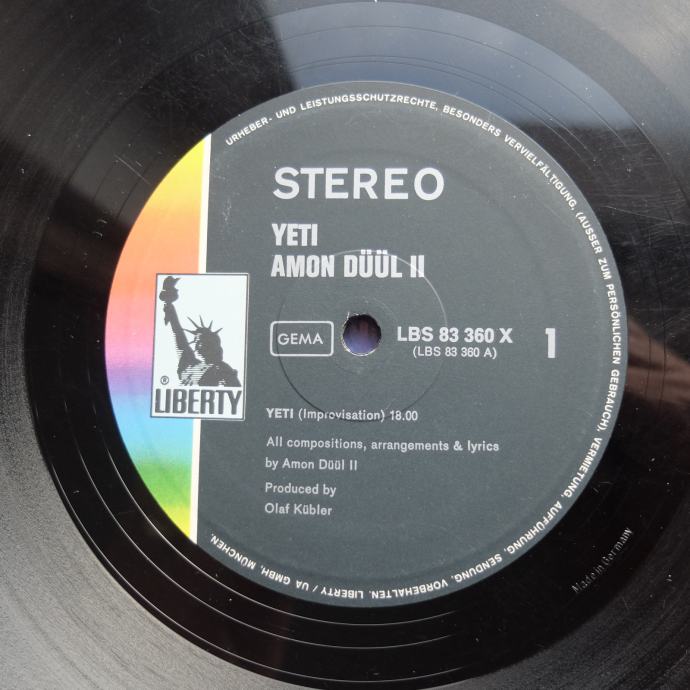 URHEBER- UND LEISTUNGSSCHUTZRECHTE, BESONDERS VERVIELFÄLTIGUNG, (AUSSER ZUM PERSÖNLICHEN GEBRAUCH), VERMIETUNG, AUFFÜHRUNG, SENDUNG, VORBEHALTEN. LIBERTY / UA GMBH, MÜNCHEN.
STEREO
YETI
AMON DÜÜL II
GEMA
LBS 83 360 X
(LBS 83 360 A)
1
®
LIBERTY
YETI (Improvisation) 18.00
All compositions, arrangements & lyrics
by Amon Düül II
Produced by
Olaf Kübler
Made in Germany